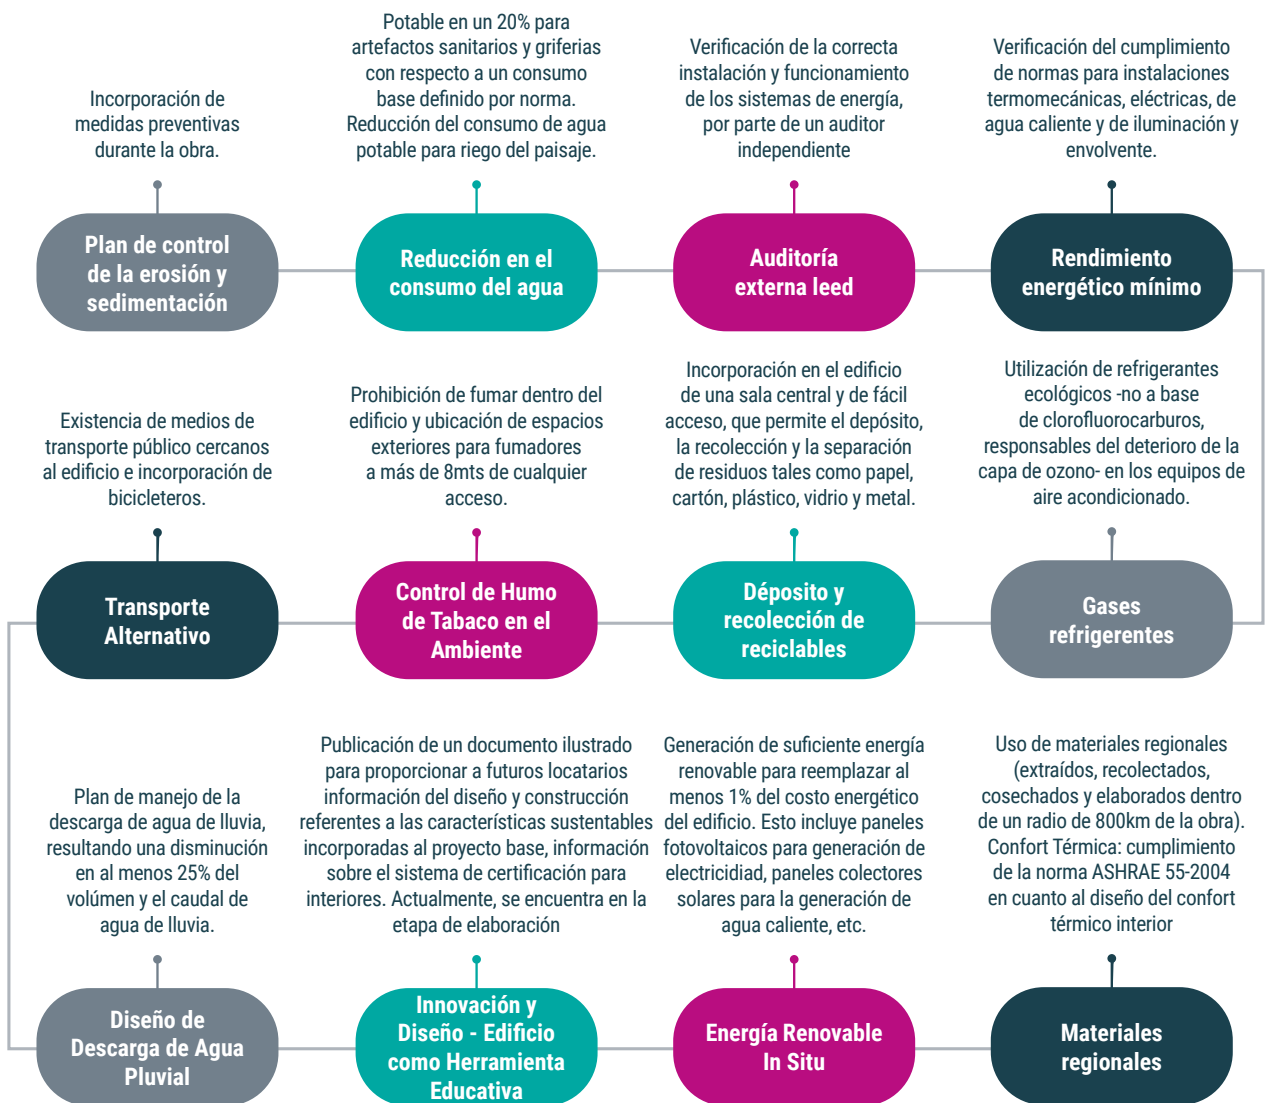 Incorporación de
medidas preventivas
durante la obra.
Plan de control
de la erosión y
sedimentación
Potable en un 20% para
artefactos sanitarios y griferias
con respecto a un consumo
base definido por norma.
Reducción del consumo de agua
potable para riego del paisaje.
Reducción en el
consumo del agua
Verificación de la correcta
instalación y funcionamiento
de los sistemas de energía,
por parte de un auditor
independiente
Auditoría
externa leed
Verificación del cumplimiento
de normas para instalaciones
termomecánicas, eléctricas, de
agua caliente y de iluminación y
envolvente.
Rendimiento
energético mínimo
Existencia de medios de
transporte público cercanos
al edificio e incorporación de
bicicleteros.
Transporte
Alternativo
Prohibición de fumar dentro del
edificio y ubicación de espacios
exteriores para fumadores
a más de 8mts de cualquier
acceso.
Control de Humo
de Tabaco en el
Ambiente
Incorporación en el edificio
de una sala central y de fácil
acceso, que permite el depósito,
la recolección y la separación
de residuos tales como papel,
cartón, plástico, vidrio y metal.
Déposito y
recolección de
reciclables
Utilización de refrigerantes
ecológicos -no a base
de clorofluorocarburos,
responsables del deterioro de la
capa de ozono- en los equipos de
aire acondicionado.
Gases
refrigerentes
Plan de manejo de la
descarga de agua de lluvia,
resultando una disminución
en al menos 25% del
volúmen y el caudal de
agua de lluvia.
Diseño de
Descarga de Agua
Pluvial
Publicación de un documento ilustrado
para proporcionar a futuros locatarios
información del diseño y construcción
referentes a las características sustentables
incorporadas al proyecto base, información
sobre el sistema de certificación para
interiores. Actualmente, se encuentra en la
etapa de elaboración
Innovación y
Diseño - Edificio
como Herramienta
Educativa
Generación de suficiente energía
renovable para reemplazar al
menos 1% del costo energético
del edificio. Esto incluye paneles
fotovoltaicos para generación de
electricidiad, paneles colectores
solares para la generación de
agua caliente, etc.
Energía Renovable
In Situ
Uso de materiales regionales
(extraídos, recolectados,
cosechados y elaborados dentro
de un radio de 800km de la obra).
Confort Térmica: cumplimiento
de la norma ASHRAE 55-2004
en cuanto al diseño del confort
térmico interior
Materiales
regionales